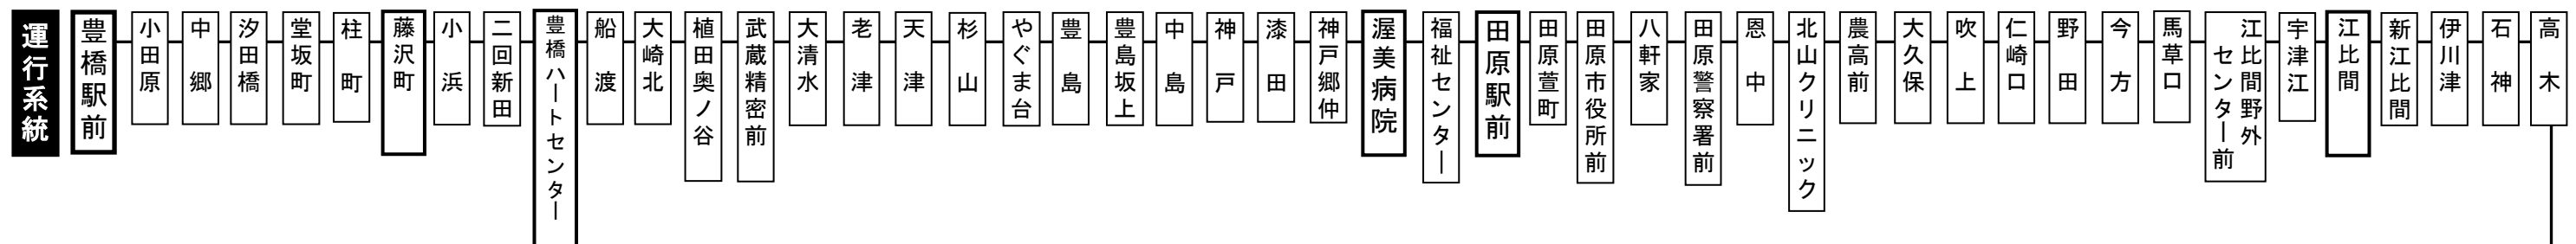 運行系統
豊橋駅前
小田原
中郷
汐田橋
堂坂町
柱町
藤沢町
小浜
二回新田
豊橋ハートセンター
船渡
大崎北
植田奥ノ谷
武蔵精密前
大清水
老津
天津
杉山
やぐま台
豊島
豊島坂上
中島
神戸
漆田
神戸郷仲
渥美病院
福祉センター
田原駅前
田原萱町
田原市役所前
八軒家
田原警察署前
恩中
北山クリニック
農高前
大久保
吹上
仁崎口
野田
今方
馬草口
江比間野外
センター前
宇津江
江比間
新江比間
伊川津
石神
高木